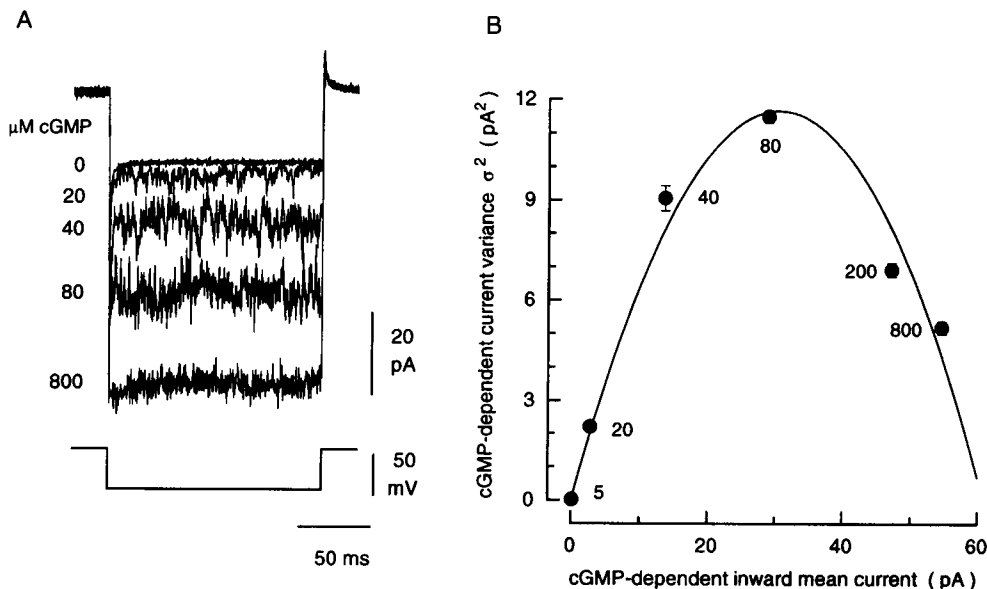 A
μM cGMP
0
20
40
80
800
20
pA
50
mV
50 ms
B
cGMP-dependent current variance σ² (pA²)
12
9
6
3
0
5
20
40
80
200
800
0
20
40
60
cGMP-dependent inward mean current (pA)